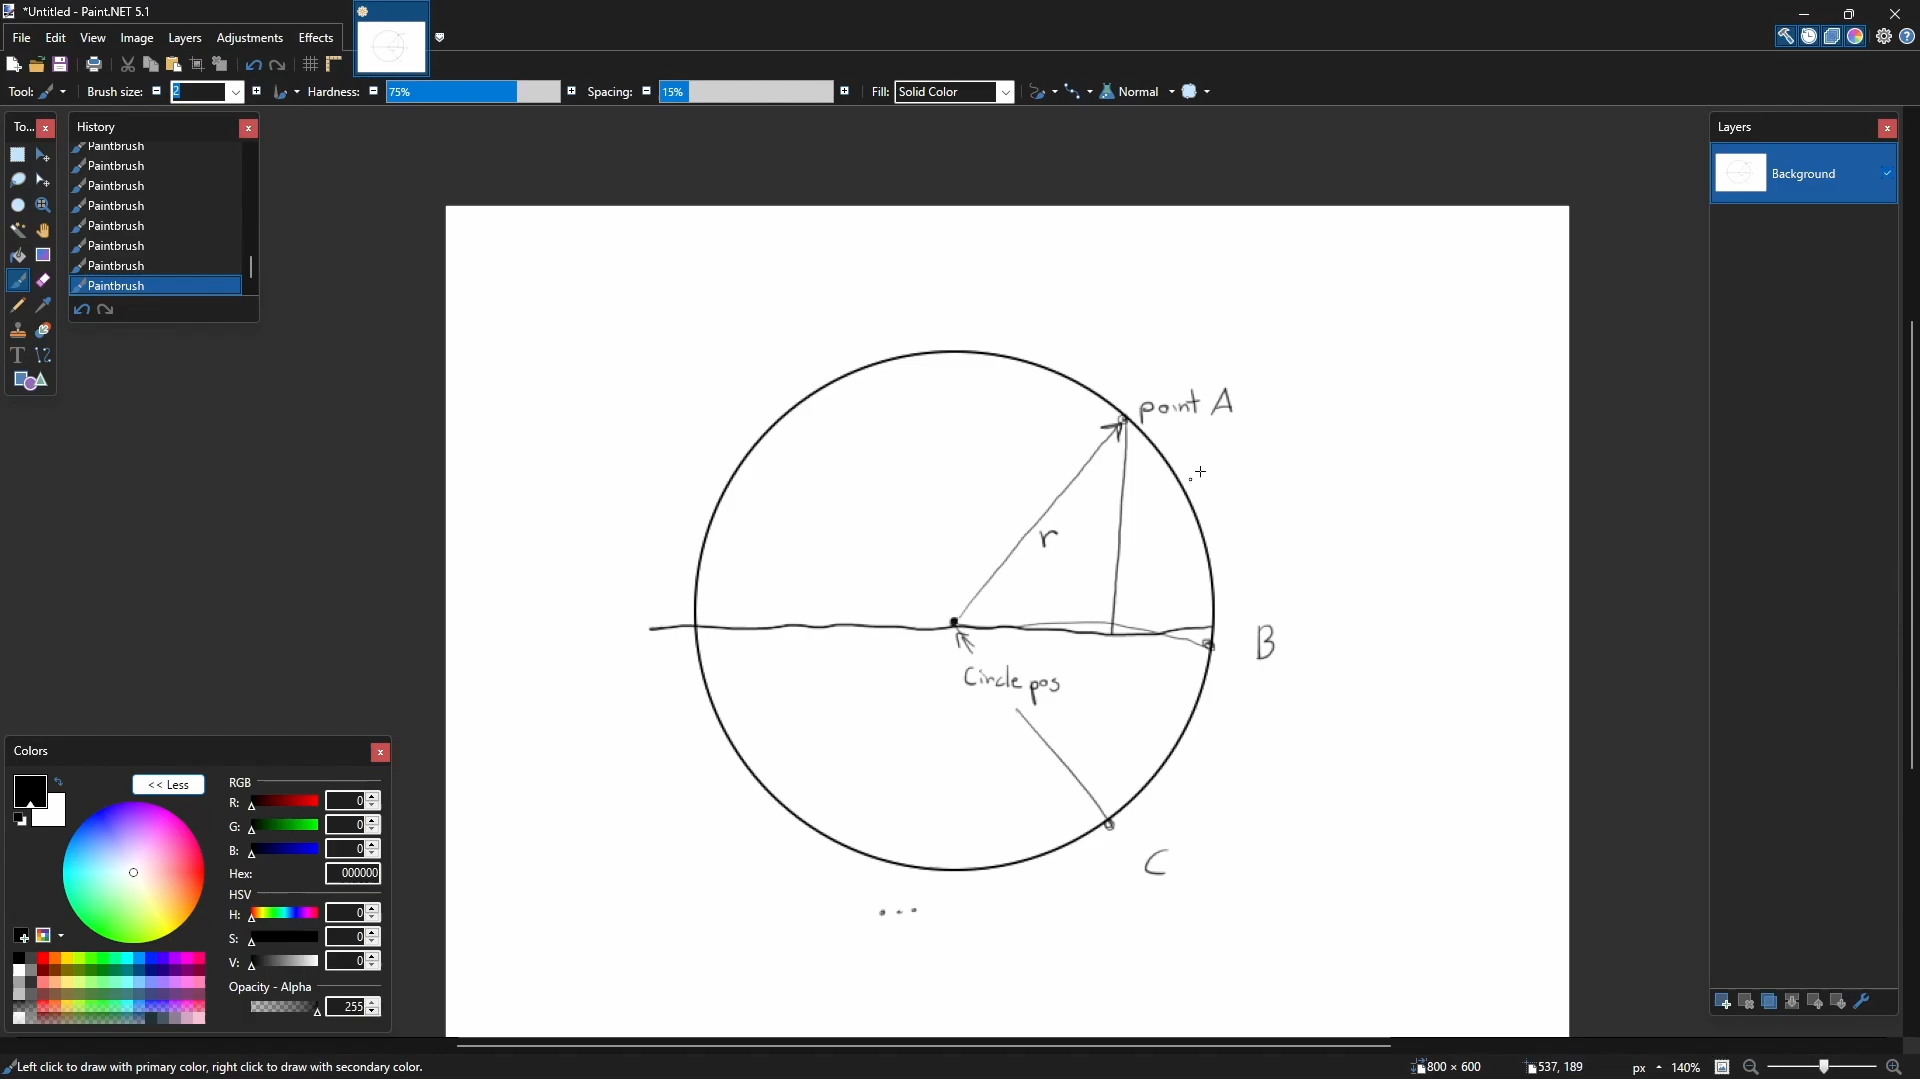 *Untitled - Paint.NET 5.1
File Edit View Image Layers Adjustments Effects
Tool: Brush size: 2 Hardness: 75% Spacing: 15% Fill: Solid Color Normal
To... History
Paintbrush
Paintbrush
Paintbrush
Paintbrush
Paintbrush
Paintbrush
Paintbrush
Paintbrush
Layers
Background
point A
r
B
Circle pos
C
...
Colors
<< Less
RGB
R: 0
G: 0
B: 0
Hex: 000000
HSV
H: 0
S: 0
V: 0
Opacity - Alpha
255
Left click to draw with primary color, right click to draw with secondary color. 800 × 600 537, 189 px 140%